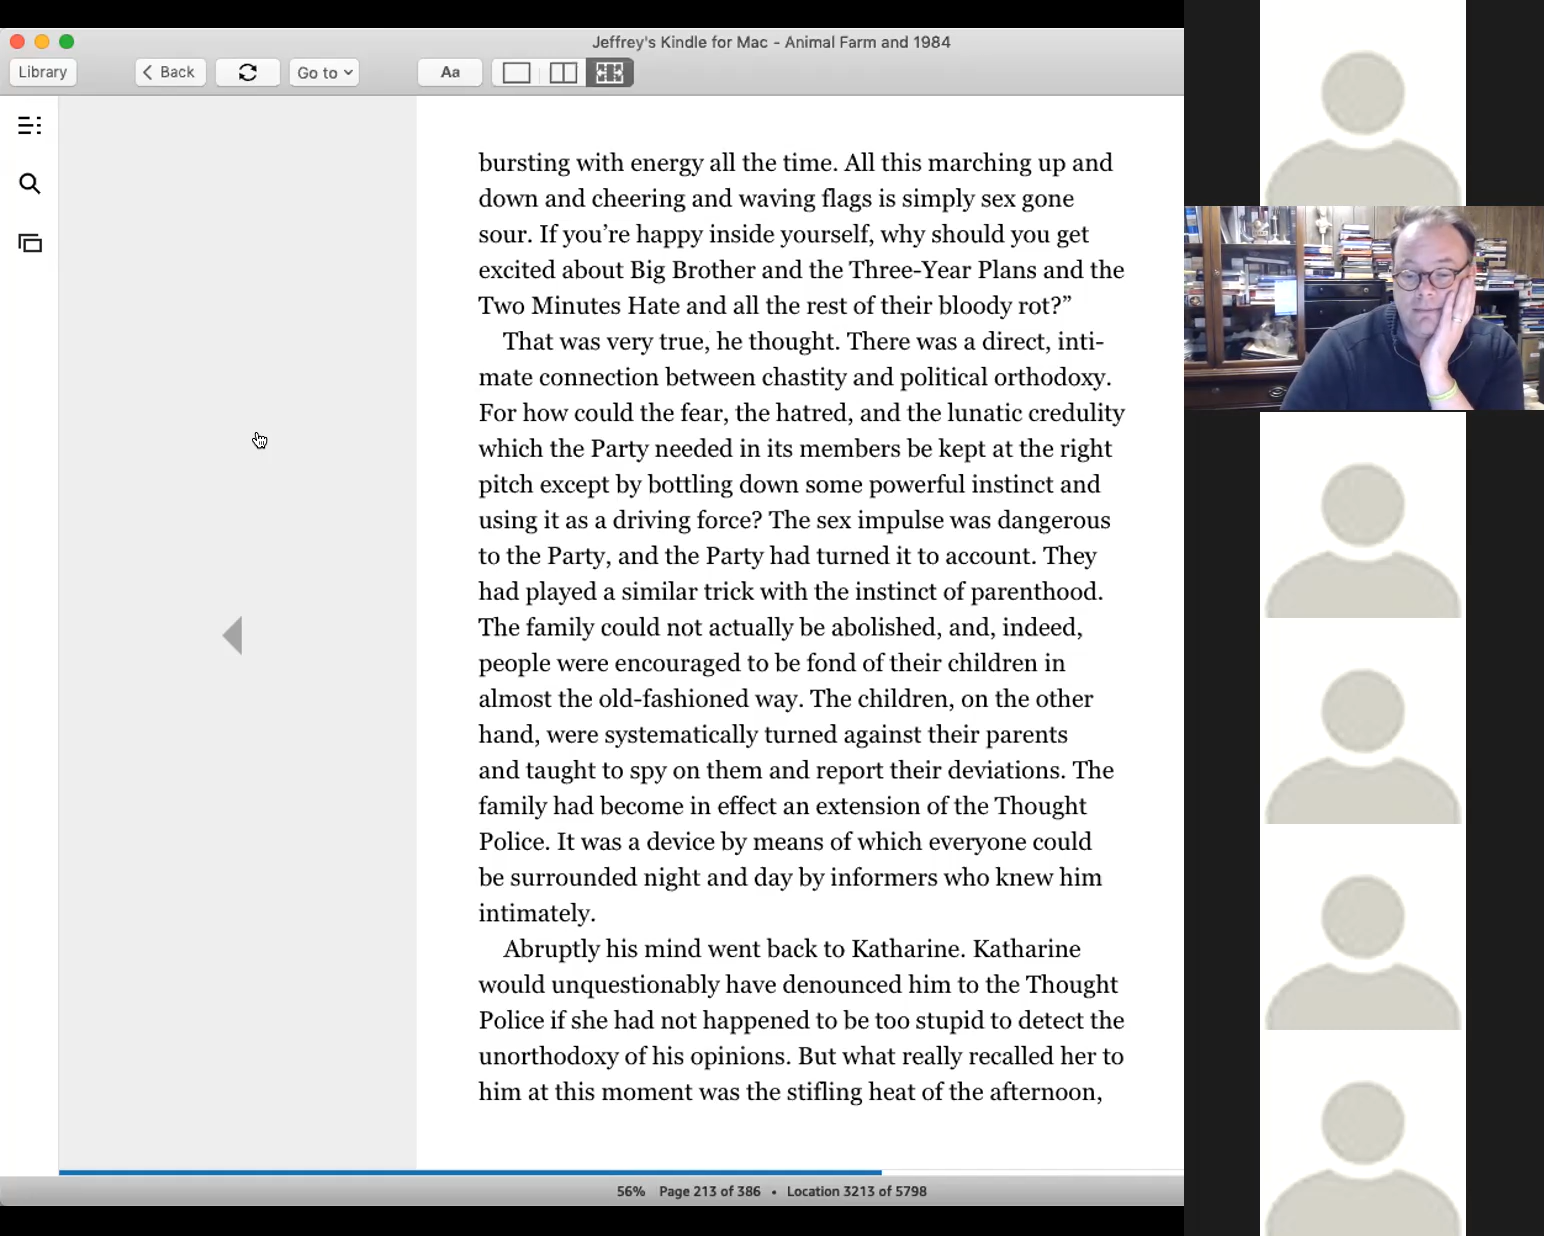 Jeffrey's Kindle for Mac - Animal Farm and 1984
Library
Back
Go to
Aa
bursting with energy all the time. All this marching up and
down and cheering and waving flags is simply sex gone
sour. If you’re happy inside yourself, why should you get
excited about Big Brother and the Three-Year Plans and the
Two Minutes Hate and all the rest of their bloody rot?”
That was very true, he thought. There was a direct, inti-
mate connection between chastity and political orthodoxy.
For how could the fear, the hatred, and the lunatic credulity
which the Party needed in its members be kept at the right
pitch except by bottling down some powerful instinct and
using it as a driving force? The sex impulse was dangerous
to the Party, and the Party had turned it to account. They
had played a similar trick with the instinct of parenthood.
The family could not actually be abolished, and, indeed,
people were encouraged to be fond of their children in
almost the old-fashioned way. The children, on the other
hand, were systematically turned against their parents
and taught to spy on them and report their deviations. The
family had become in effect an extension of the Thought
Police. It was a device by means of which everyone could
be surrounded night and day by informers who knew him
intimately.
Abruptly his mind went back to Katharine. Katharine
would unquestionably have denounced him to the Thought
Police if she had not happened to be too stupid to detect the
unorthodoxy of his opinions. But what really recalled her to
him at this moment was the stifling heat of the afternoon,
56% Page 213 of 386 • Location 3213 of 5798